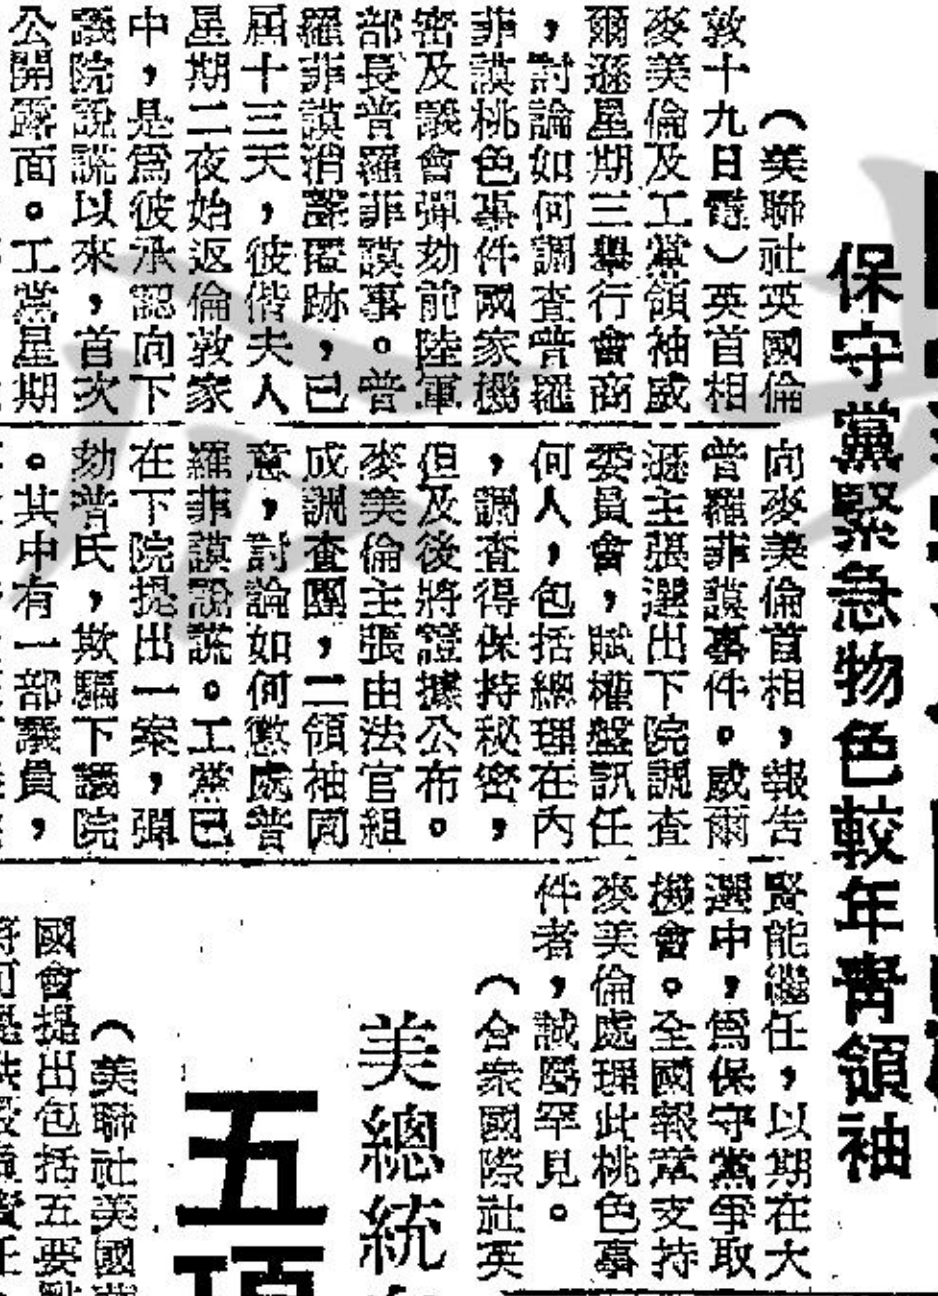 保守黨緊急物色較年靑領袖
（美聯社英國倫
敦十九日電）英首相
麥美倫及工黨領袖威
爾遜星期三舉行會商
，討論如何調查普羅
菲謨桃色事件國家機
密及議會彈劾前陸軍
部長普羅菲謨事。普
羅菲謨消聲匿跡，已
屆十三天，彼偕夫人
星期二夜始返倫敦家
中，是爲彼承認向下
議院說謊以來，首次
公開露面。工黨星期
向麥美倫首相，報告
普羅菲謨事件。威爾
遜主張選出下院調查
委員會，賦權盤訊任
何人，包括總理在內
，調查得保持秘密，
但及後將證據公布。
麥美倫主張由法官組
成調查團，二領袖同
意，討論如何懲處普
羅菲謨說謊。工黨已
在下院提出一案，彈
劾普氏，欺騙下議院
。其中有一部議員，
賢能繼任，以期在大
選中，爲保守黨爭取
機會。全國報章支持
麥美倫處理此桃色事
件者，誠屬罕見。
（合衆國際社英
美總統
五項
（美聯社美國華
國會提出包括五要點